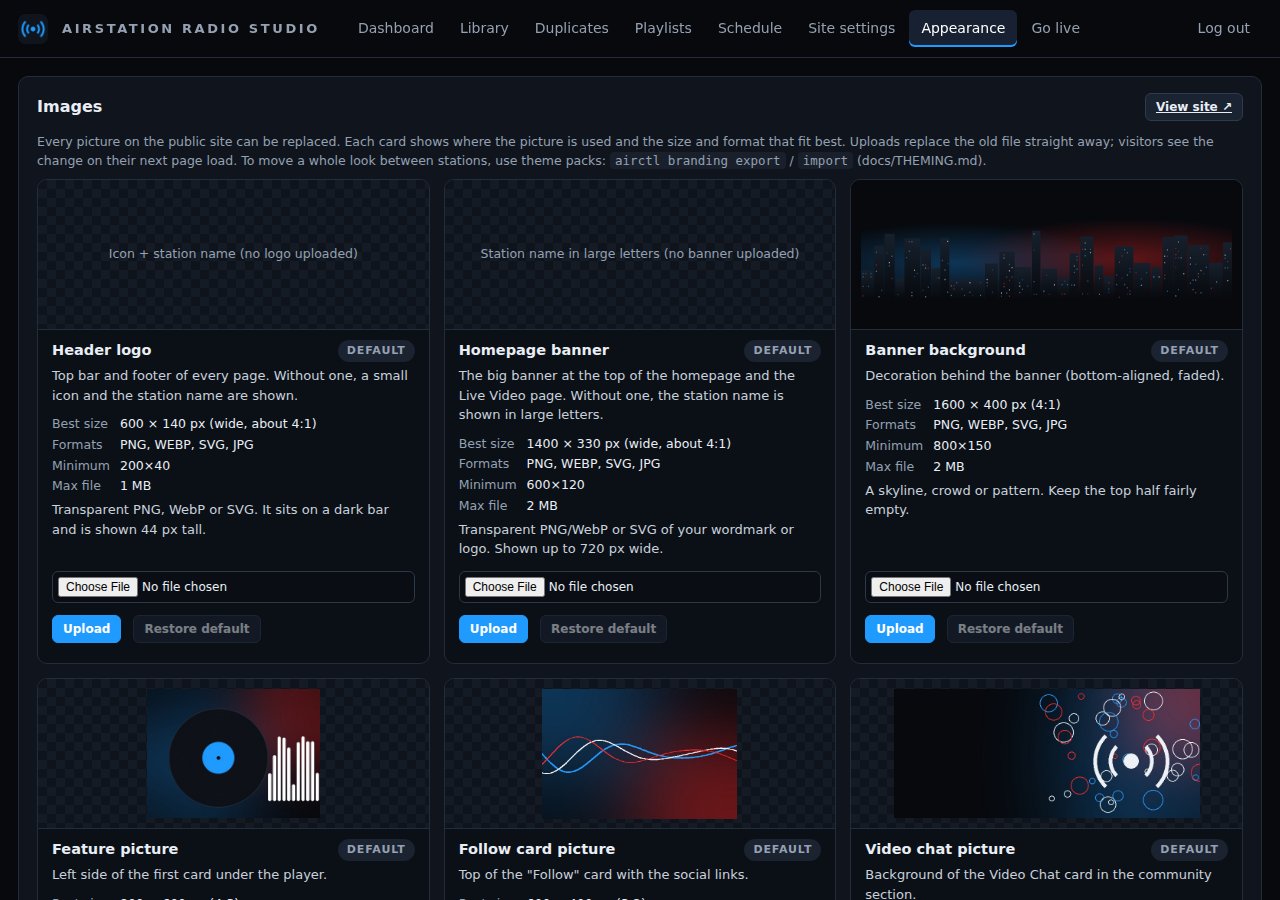 AIRSTATION RADIO STUDIO
Dashboard
Library
Duplicates
Playlists
Schedule
Site settings
Appearance
Go live
Log out
Images
View site ↗
Every picture on the public site can be replaced. Each card shows where the picture is used and the size and format that fit best. Uploads replace the old file straight away; visitors see the
change on their next page load. To move a whole look between stations, use theme packs: airctl branding export / import (docs/THEMING.md).
Icon + station name (no logo uploaded)
Header logo
DEFAULT
Top bar and footer of every page. Without one, a small
icon and the station name are shown.
Best size 600 × 140 px (wide, about 4:1)
Formats PNG, WEBP, SVG, JPG
Minimum 200×40
Max file 1 MB
Transparent PNG, WebP or SVG. It sits on a dark bar
and is shown 44 px tall.
Choose File No file chosen
Upload
Restore default
Station name in large letters (no banner uploaded)
Homepage banner
DEFAULT
The big banner at the top of the homepage and the
Live Video page. Without one, the station name is
shown in large letters.
Best size 1400 × 330 px (wide, about 4:1)
Formats PNG, WEBP, SVG, JPG
Minimum 600×120
Max file 2 MB
Transparent PNG/WebP or SVG of your wordmark or
logo. Shown up to 720 px wide.
Choose File No file chosen
Upload
Restore default
Banner background
DEFAULT
Decoration behind the banner (bottom-aligned, faded).
Best size 1600 × 400 px (4:1)
Formats PNG, WEBP, SVG, JPG
Minimum 800×150
Max file 2 MB
A skyline, crowd or pattern. Keep the top half fairly
empty.
Choose File No file chosen
Upload
Restore default
Feature picture
DEFAULT
Left side of the first card under the player.
Follow card picture
DEFAULT
Top of the "Follow" card with the social links.
Video chat picture
DEFAULT
Background of the Video Chat card in the community
section.